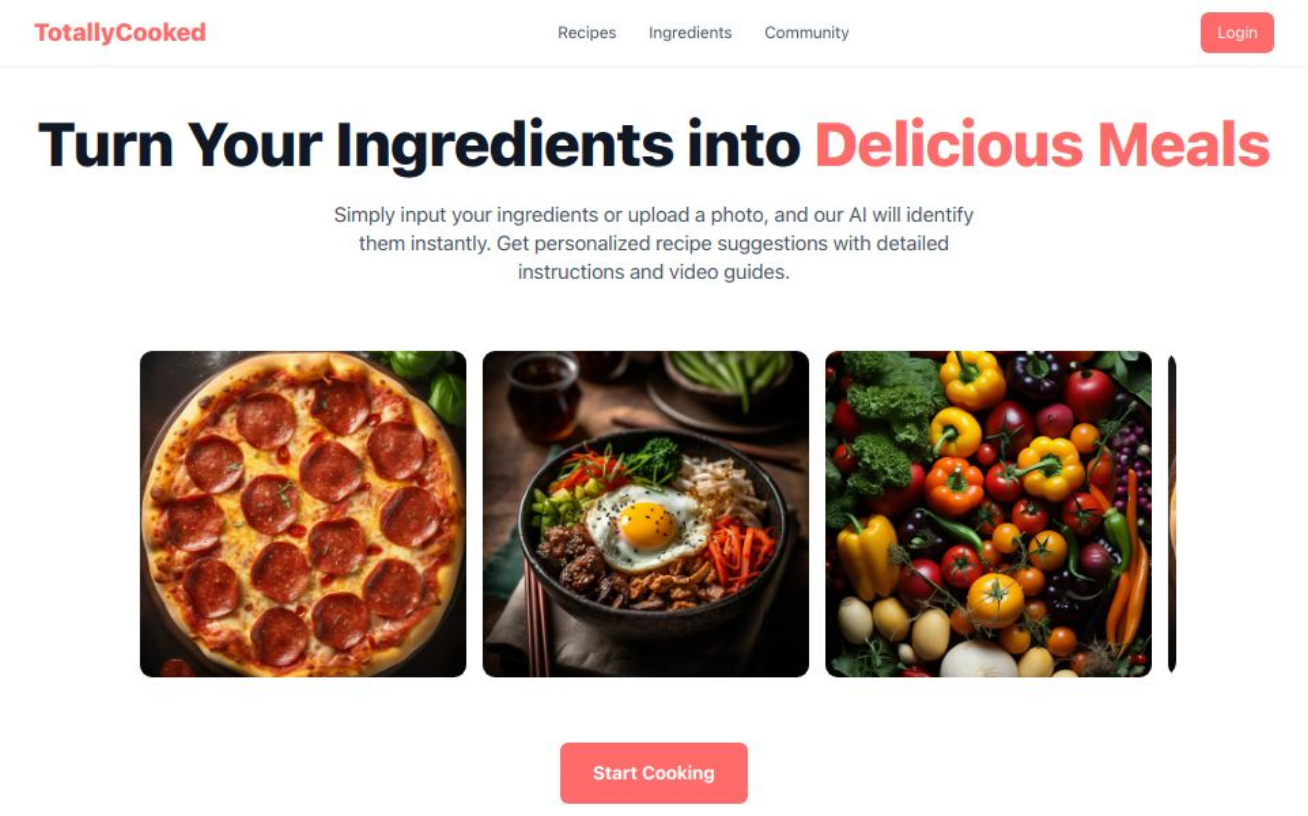 TotallyCooked
Recipes
Ingredients
Community
Login
Turn Your Ingredients into Delicious Meals
Simply input your ingredients or upload a photo, and our AI will identify
them instantly. Get personalized recipe suggestions with detailed
instructions and video guides.
Start Cooking